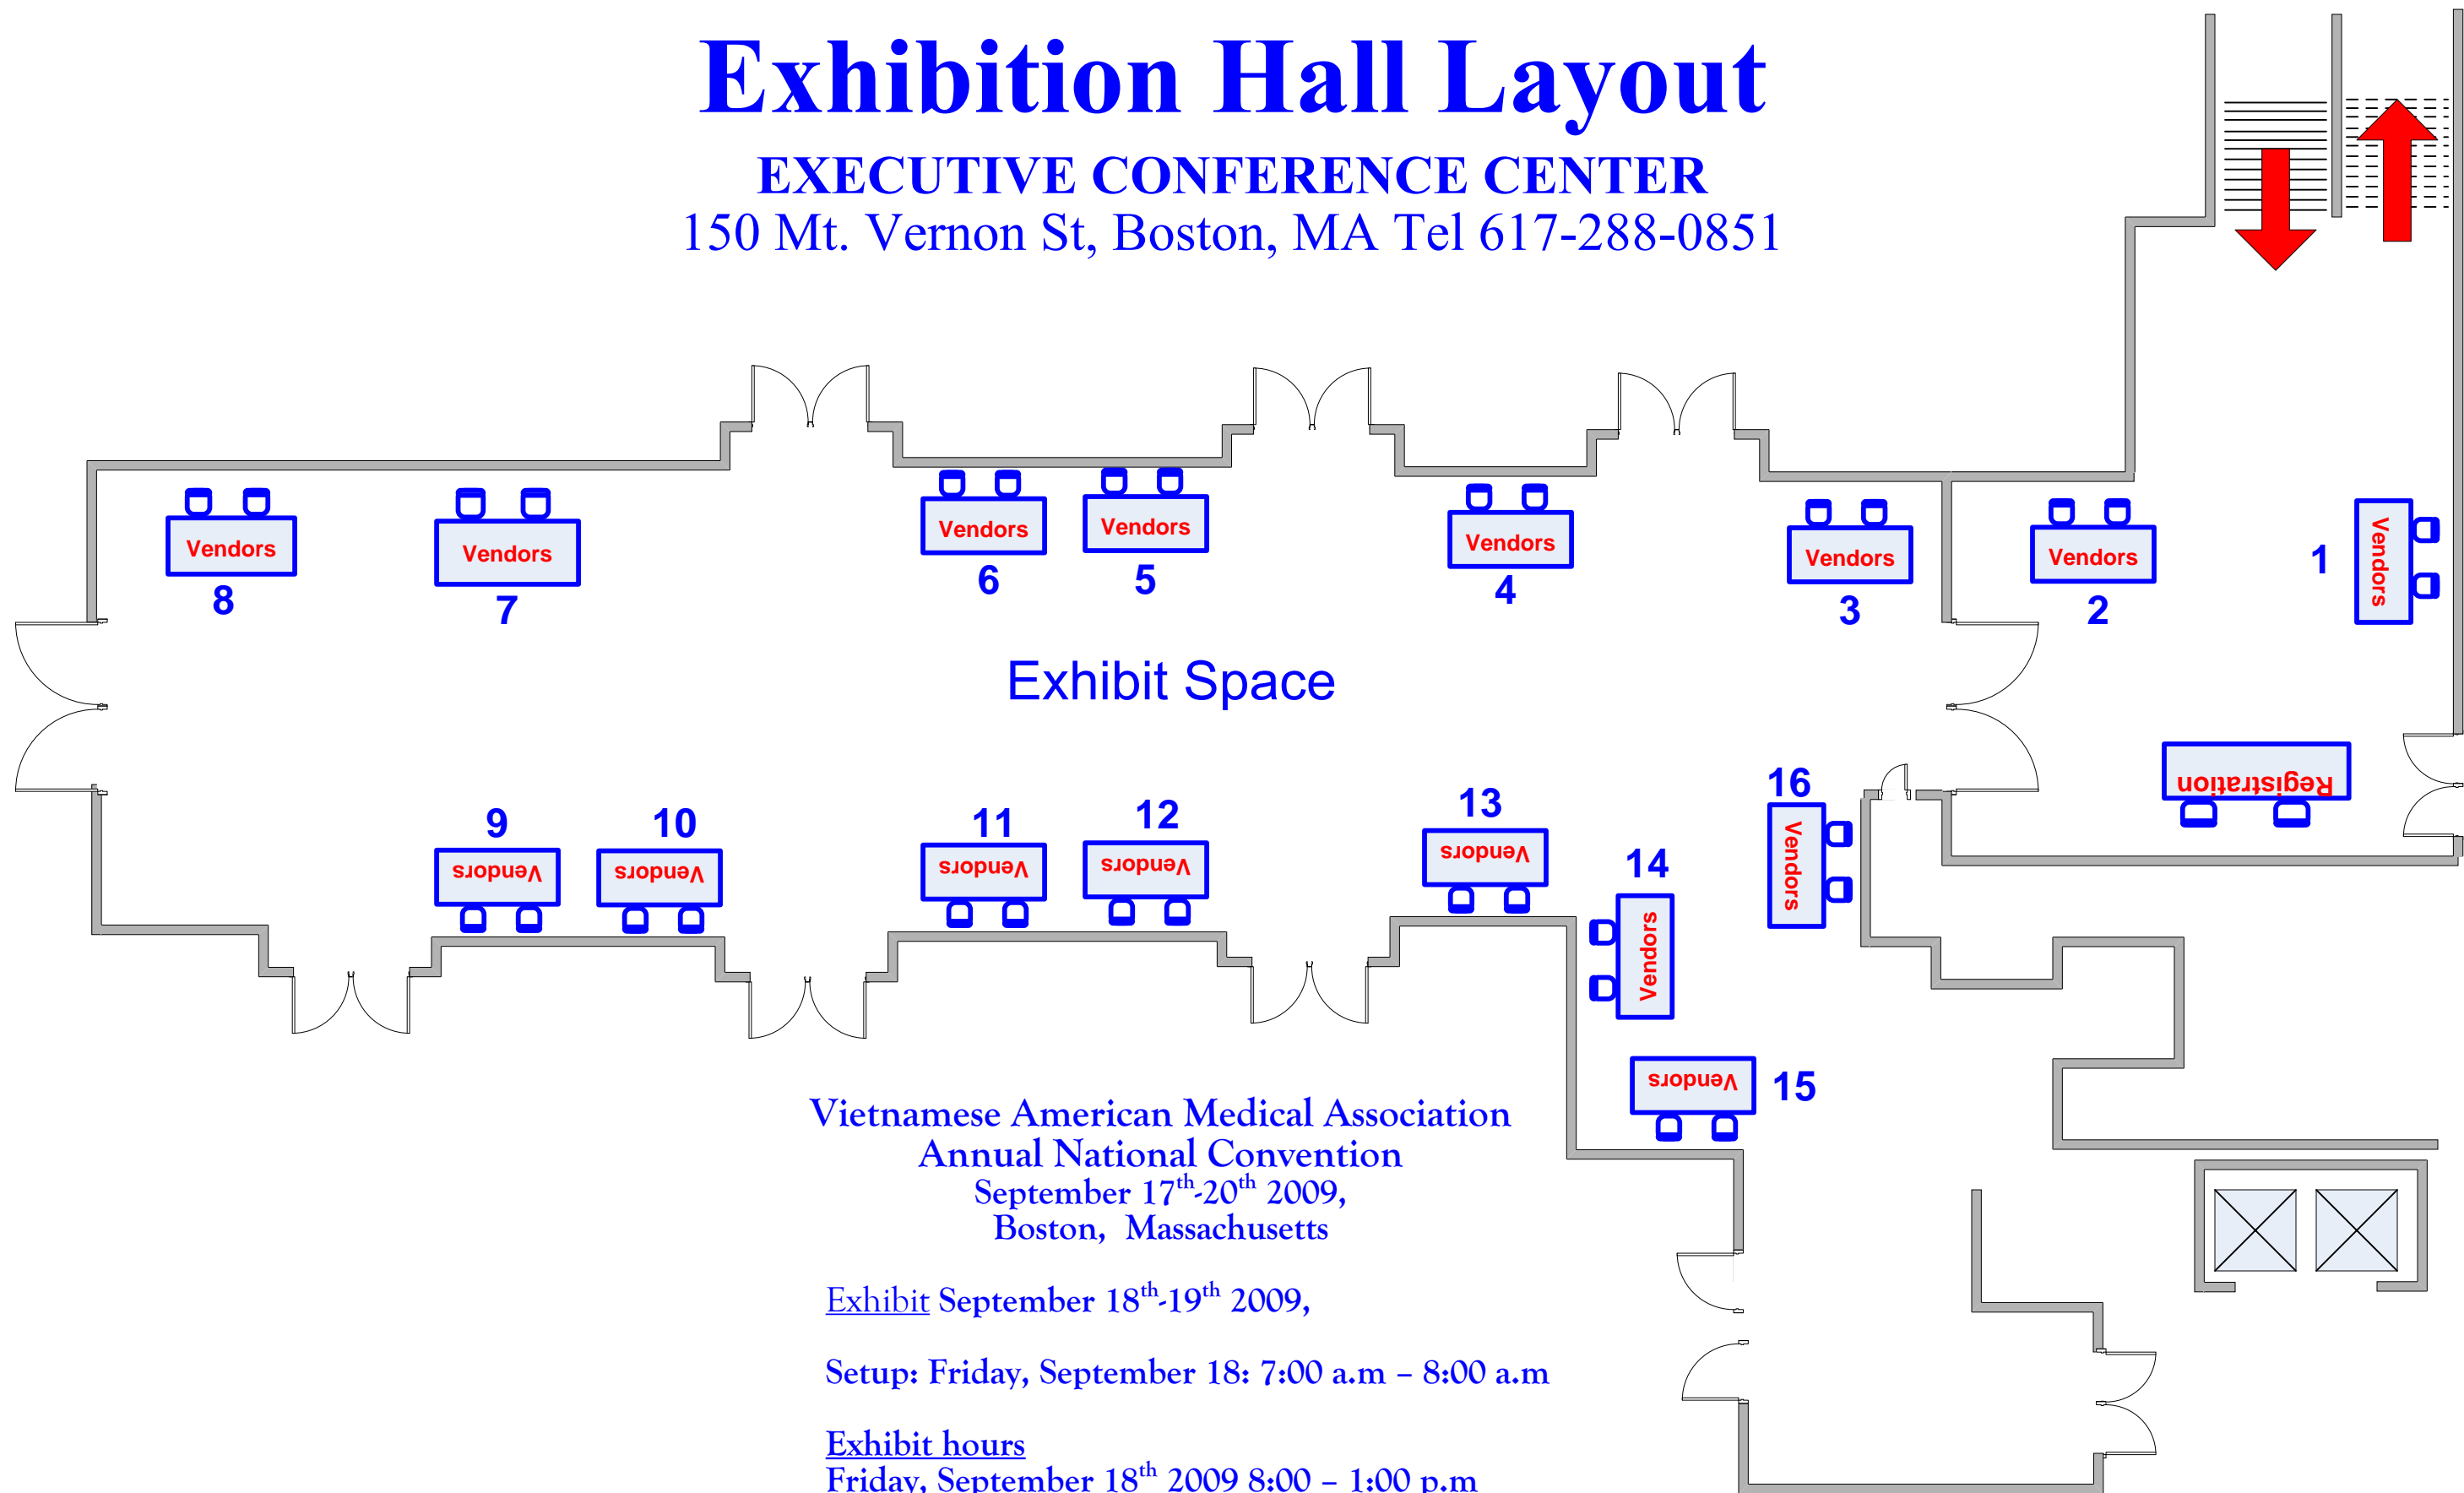 Exhibition Hall Layout
EXECUTIVE CONFERENCE CENTER
150 Mt. Vernon St, Boston, MA Tel 617-288-0851
Vendors
8
Vendors
7
Vendors
6
Vendors
5
Vendors
4
Vendors
3
Vendors
2
1
Vendors
Exhibit Space
Registration
9
Vendors
10
Vendors
11
Vendors
12
Vendors
13
Vendors
14
Vendors
16
Vendors
Vendors
15
Vietnamese American Medical Association
Annual National Convention
September 17th-20th 2009,
Boston, Massachusetts
Exhibit September 18th-19th 2009,
Setup: Friday, September 18: 7:00 a.m – 8:00 a.m
Exhibit hours
Friday, September 18th 2009 8:00 – 1:00 p.m